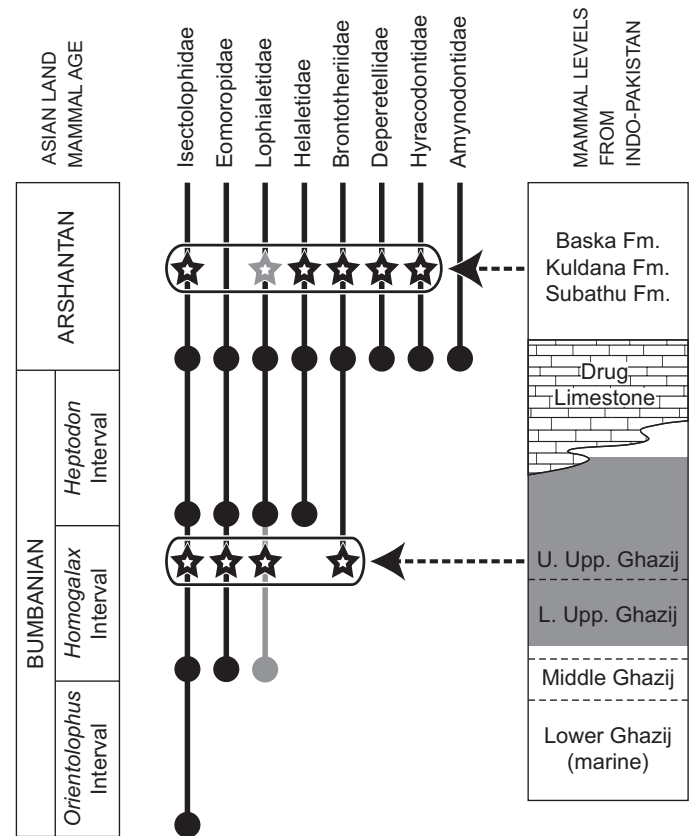 ASIAN LAND
MAMMAL AGE
Isectolophidae
Eomoropidae
Lophialetidae
Helaletidae
Brontotheriidae
Deperetellidae
Hyracodontidae
Amynodontidae
MAMMAL LEVELS
FROM
INDO-PAKISTAN
ARSHANTAN
BUMBANIAN
Heptodon
Interval
Homogalax
Interval
Orientolophus
Interval
Baska Fm.
Kuldana Fm.
Subathu Fm.
Drug
Limestone
U. Upp. Ghazij
L. Upp. Ghazij
Middle Ghazij
Lower Ghazij
(marine)